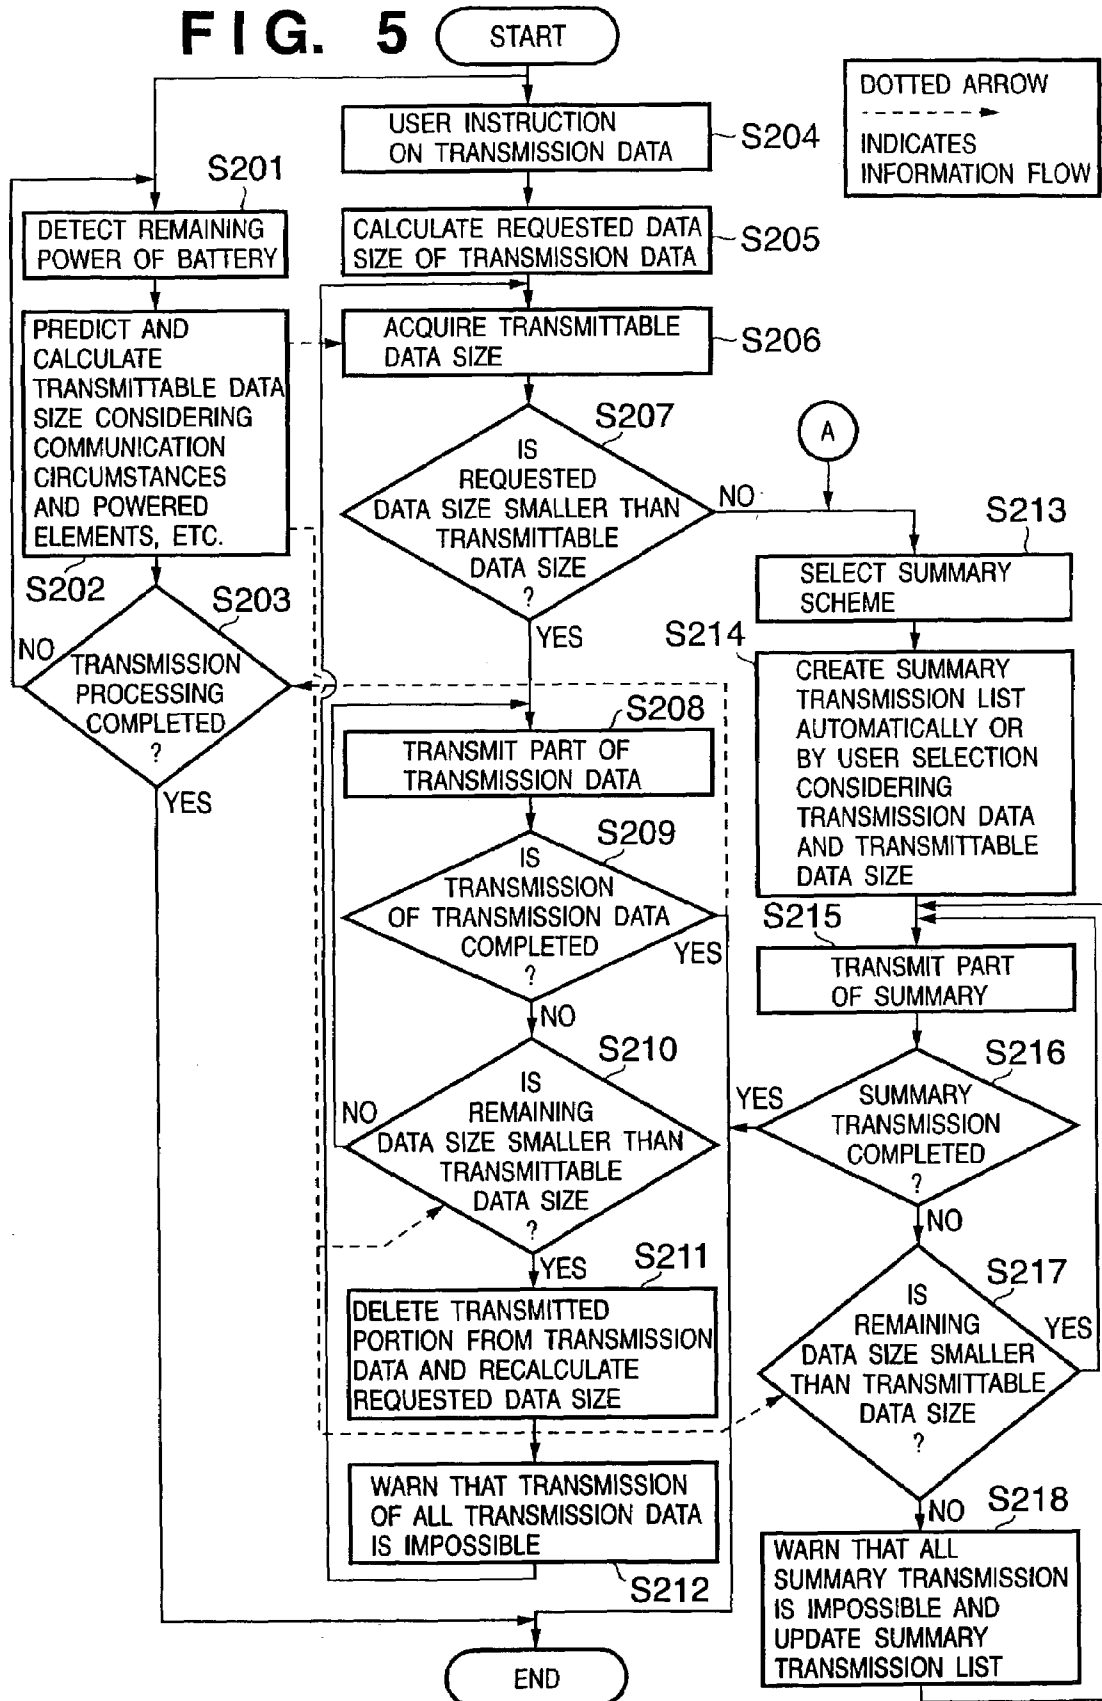 FIG. 5
START
DOTTED ARROW
INDICATES
INFORMATION FLOW
USER INSTRUCTION
ON TRANSMISSION DATA
S204
S201
DETECT REMAINING
POWER OF BATTERY
CALCULATE REQUESTED DATA
SIZE OF TRANSMISSION DATA
S205
PREDICT AND
CALCULATE
TRANSMITTABLE DATA
SIZE CONSIDERING
COMMUNICATION
CIRCUMSTANCES
AND POWERED
ELEMENTS, ETC.
S202
ACQUIRE TRANSMITTABLE
DATA SIZE
S206
S207
IS
REQUESTED
DATA SIZE SMALLER THAN
TRANSMITTABLE
DATA SIZE
?
NO
YES
A
S213
SELECT SUMMARY
SCHEME
S203
NO
TRANSMISSION
PROCESSING
COMPLETED
?
YES
S214
CREATE SUMMARY
TRANSMISSION LIST
AUTOMATICALLY OR
BY USER SELECTION
CONSIDERING
TRANSMISSION DATA
AND TRANSMITTABLE
DATA SIZE
S208
TRANSMIT PART OF
TRANSMISSION DATA
S209
IS
TRANSMISSION
OF TRANSMISSION DATA
COMPLETED
?
YES
NO
S215
TRANSMIT PART
OF SUMMARY
S210
IS
REMAINING
DATA SIZE SMALLER THAN
TRANSMITTABLE
DATA SIZE
?
NO
YES
S216
YES
SUMMARY
TRANSMISSION
COMPLETED
?
NO
S211
DELETE TRANSMITTED
PORTION FROM TRANSMISSION
DATA AND RECALCULATE
REQUESTED DATA SIZE
S217
IS
REMAINING
DATA SIZE SMALLER
THAN TRANSMITTABLE
DATA SIZE
?
YES
NO
WARN THAT TRANSMISSION
OF ALL TRANSMISSION DATA
IS IMPOSSIBLE
S212
S218
WARN THAT ALL
SUMMARY TRANSMISSION
IS IMPOSSIBLE AND
UPDATE SUMMARY
TRANSMISSION LIST
END